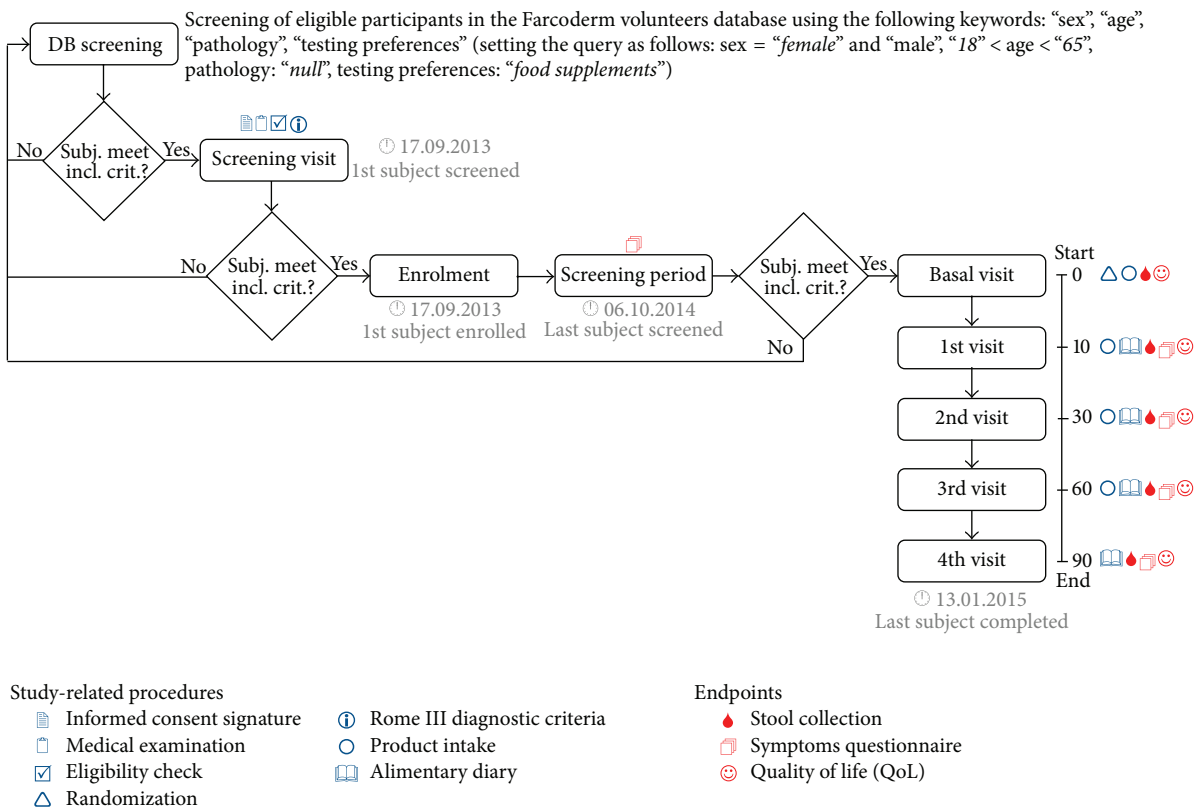 Screening of eligible participants in the Farcoderm volunteers database using the following keywords: “sex”, “age”,
“pathology”, “testing preferences” (setting the query as follows: sex = “female” and “male”, “18” < age < “65”,
pathology: “null”, testing preferences: “food supplements”)
DB screening
No
Subj. meet
incl. crit.?
Yes
Screening visit
17.09.2013
1st subject screened
No
Subj. meet
incl. crit.?
Yes
Enrolment
17.09.2013
1st subject enrolled
Screening period
06.10.2014
Last subject screened
Subj. meet
incl. crit.?
Yes
No
Basal visit
Start
0
1st visit
10
2nd visit
30
3rd visit
60
4th visit
90
End
13.01.2015
Last subject completed
Study-related procedures
Informed consent signature
Medical examination
Eligibility check
Randomization
Rome III diagnostic criteria
Product intake
Alimentary diary
Endpoints
Stool collection
Symptoms questionnaire
Quality of life (QoL)